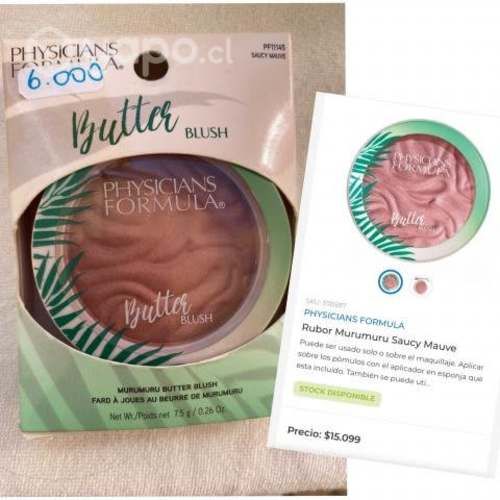 PHYSICIANS
FORMULA®
6.000
.cl
PF11145
SAUCY MAUVE
Butter BLUSH
PHYSICIANS
FORMULA®
Butter
BLUSH
MURUMURU BUTTER BLUSH
FARD À JOUES AU BEURRE DE MURUMURU
Net Wt./Poids net 7.5 g / 0.26 Oz
PHYSICIANS
FORMULA
Butter
BLUSH
PHYSICIANS FORMULA
Rubor Murumuru Saucy Mauve
Puede ser usado solo o sobre el maquillaje. Aplicar
sobre los pómulos con el aplicador en esponja que
esta incluido. También se puede uti...
STOCK DISPONIBLE
Precio: $15.099